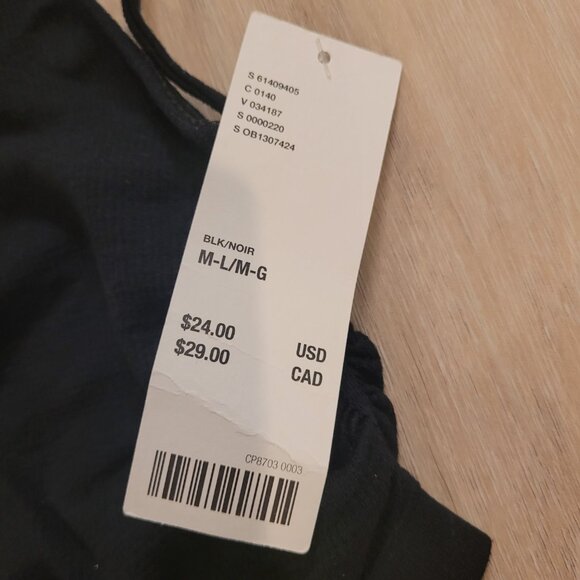 S 61409405
C 0140
V 034187
S 0000220
S OB1307424
BLK/NOIR
M-L/M-G
$24.00 USD
$29.00 CAD
CP8703 0003